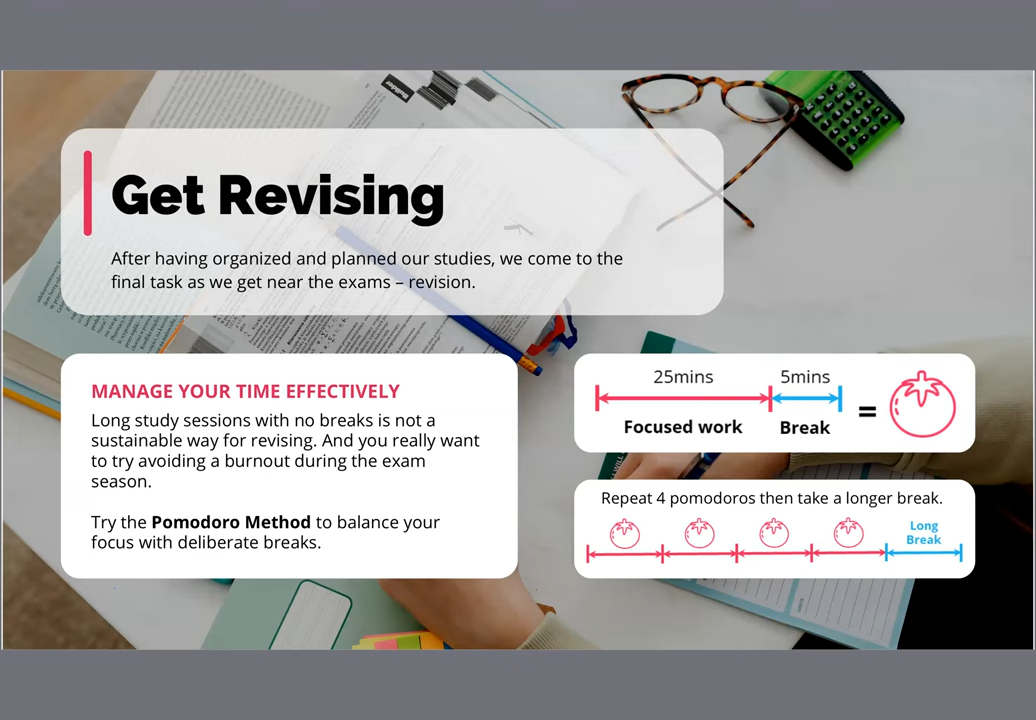 Get Revising
After having organized and planned our studies, we come to the
final task as we get near the exams – revision.
MANAGE YOUR TIME EFFECTIVELY
Long study sessions with no breaks is not a
sustainable way for revising. And you really want
to try avoiding a burnout during the exam
season.
Try the Pomodoro Method to balance your
focus with deliberate breaks.
25mins 5mins
Focused work Break
=
Repeat 4 pomodoros then take a longer break.
Long
Break